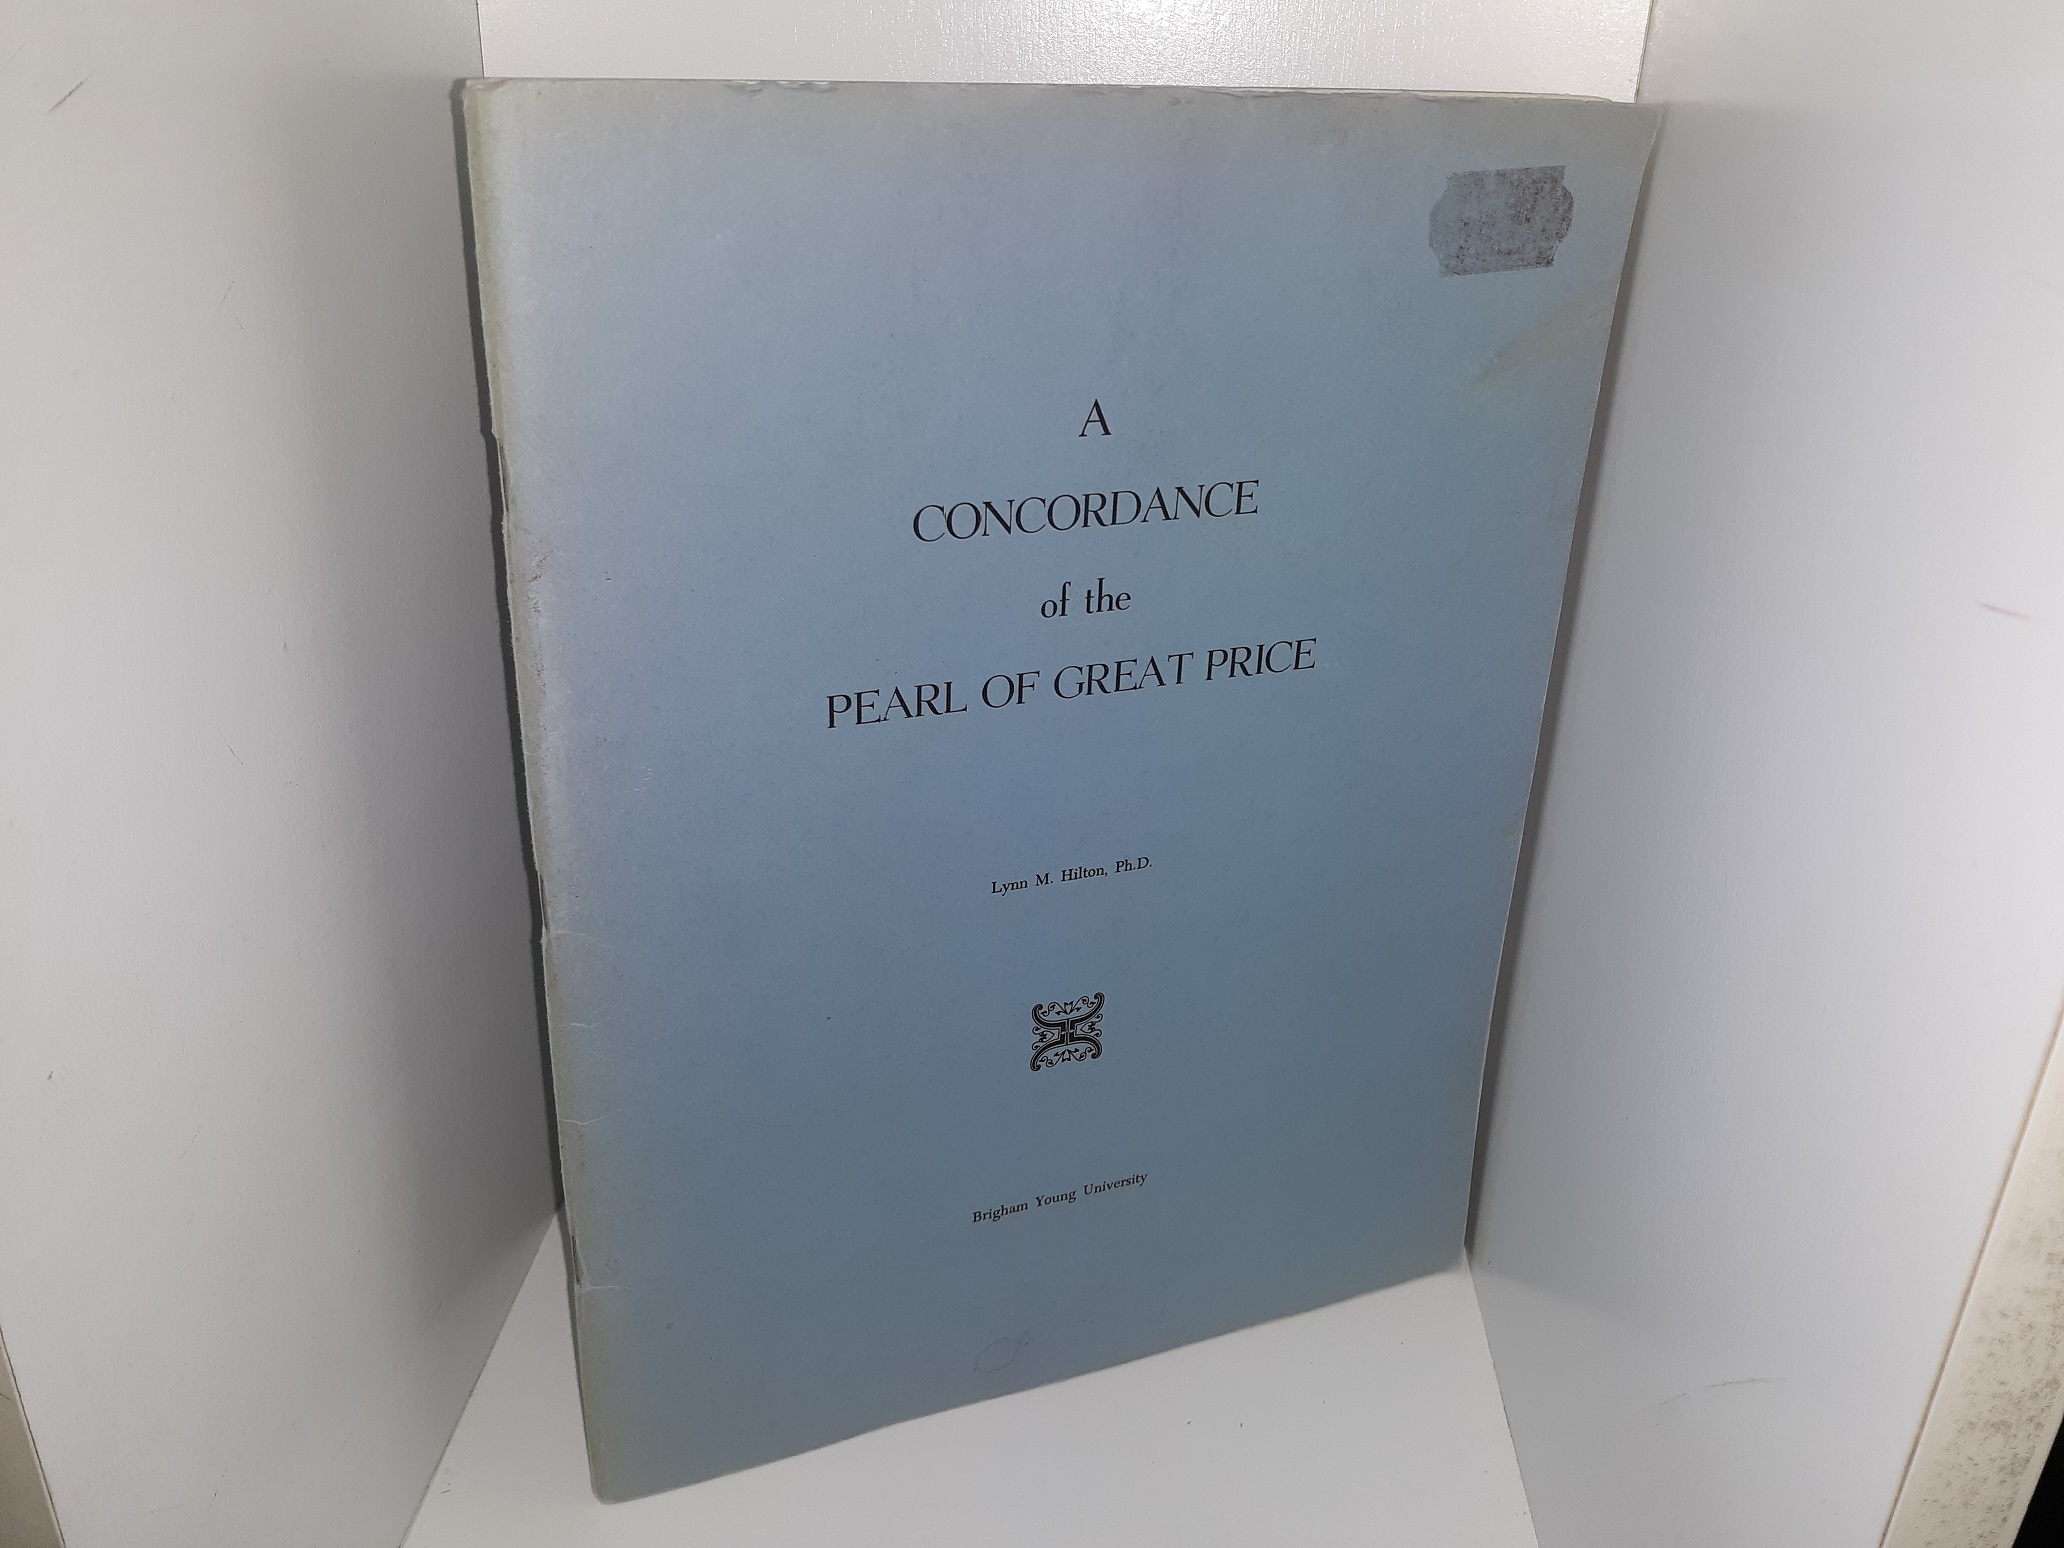 A
CONCORDANCE
of the
PEARL OF GREAT PRICE
Lynn M. Hilton, Ph.D.
Brigham Young University